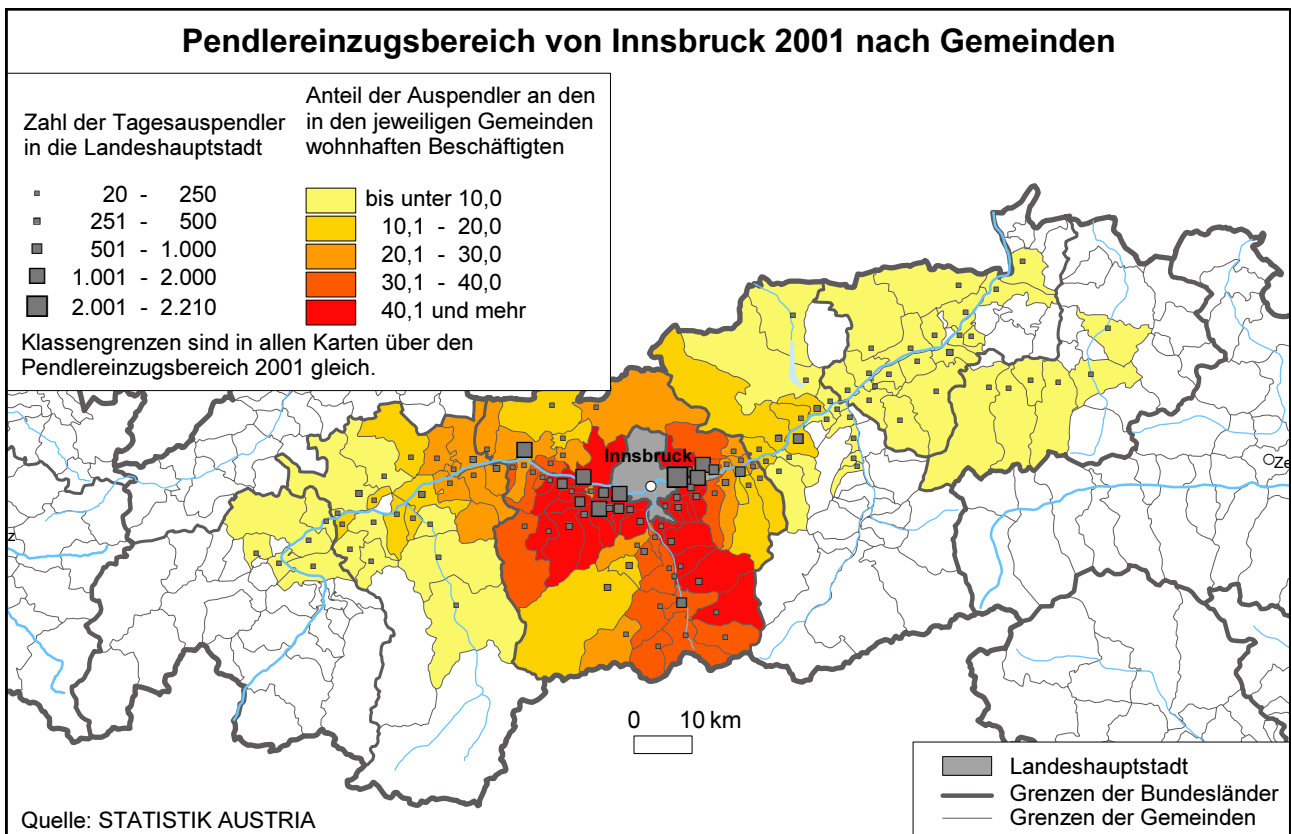 Pendlereinzugsbereich von Innsbruck 2001 nach Gemeinden
Zahl der Tagesauspendler
in die Landeshauptstadt
20 - 250
251 - 500
501 - 1.000
1.001 - 2.000
2.001 - 2.210
Anteil der Auspendler an den
in den jeweiligen Gemeinden
wohnhaften Beschäftigten
bis unter 10,0
10,1 - 20,0
20,1 - 30,0
30,1 - 40,0
40,1 und mehr
Klassengrenzen sind in allen Karten über den
Pendlereinzugsbereich 2001 gleich.
Innsbruck
Ze
z
0 10 km
Landeshauptstadt
Grenzen der Bundesländer
Grenzen der Gemeinden
Quelle: STATISTIK AUSTRIA